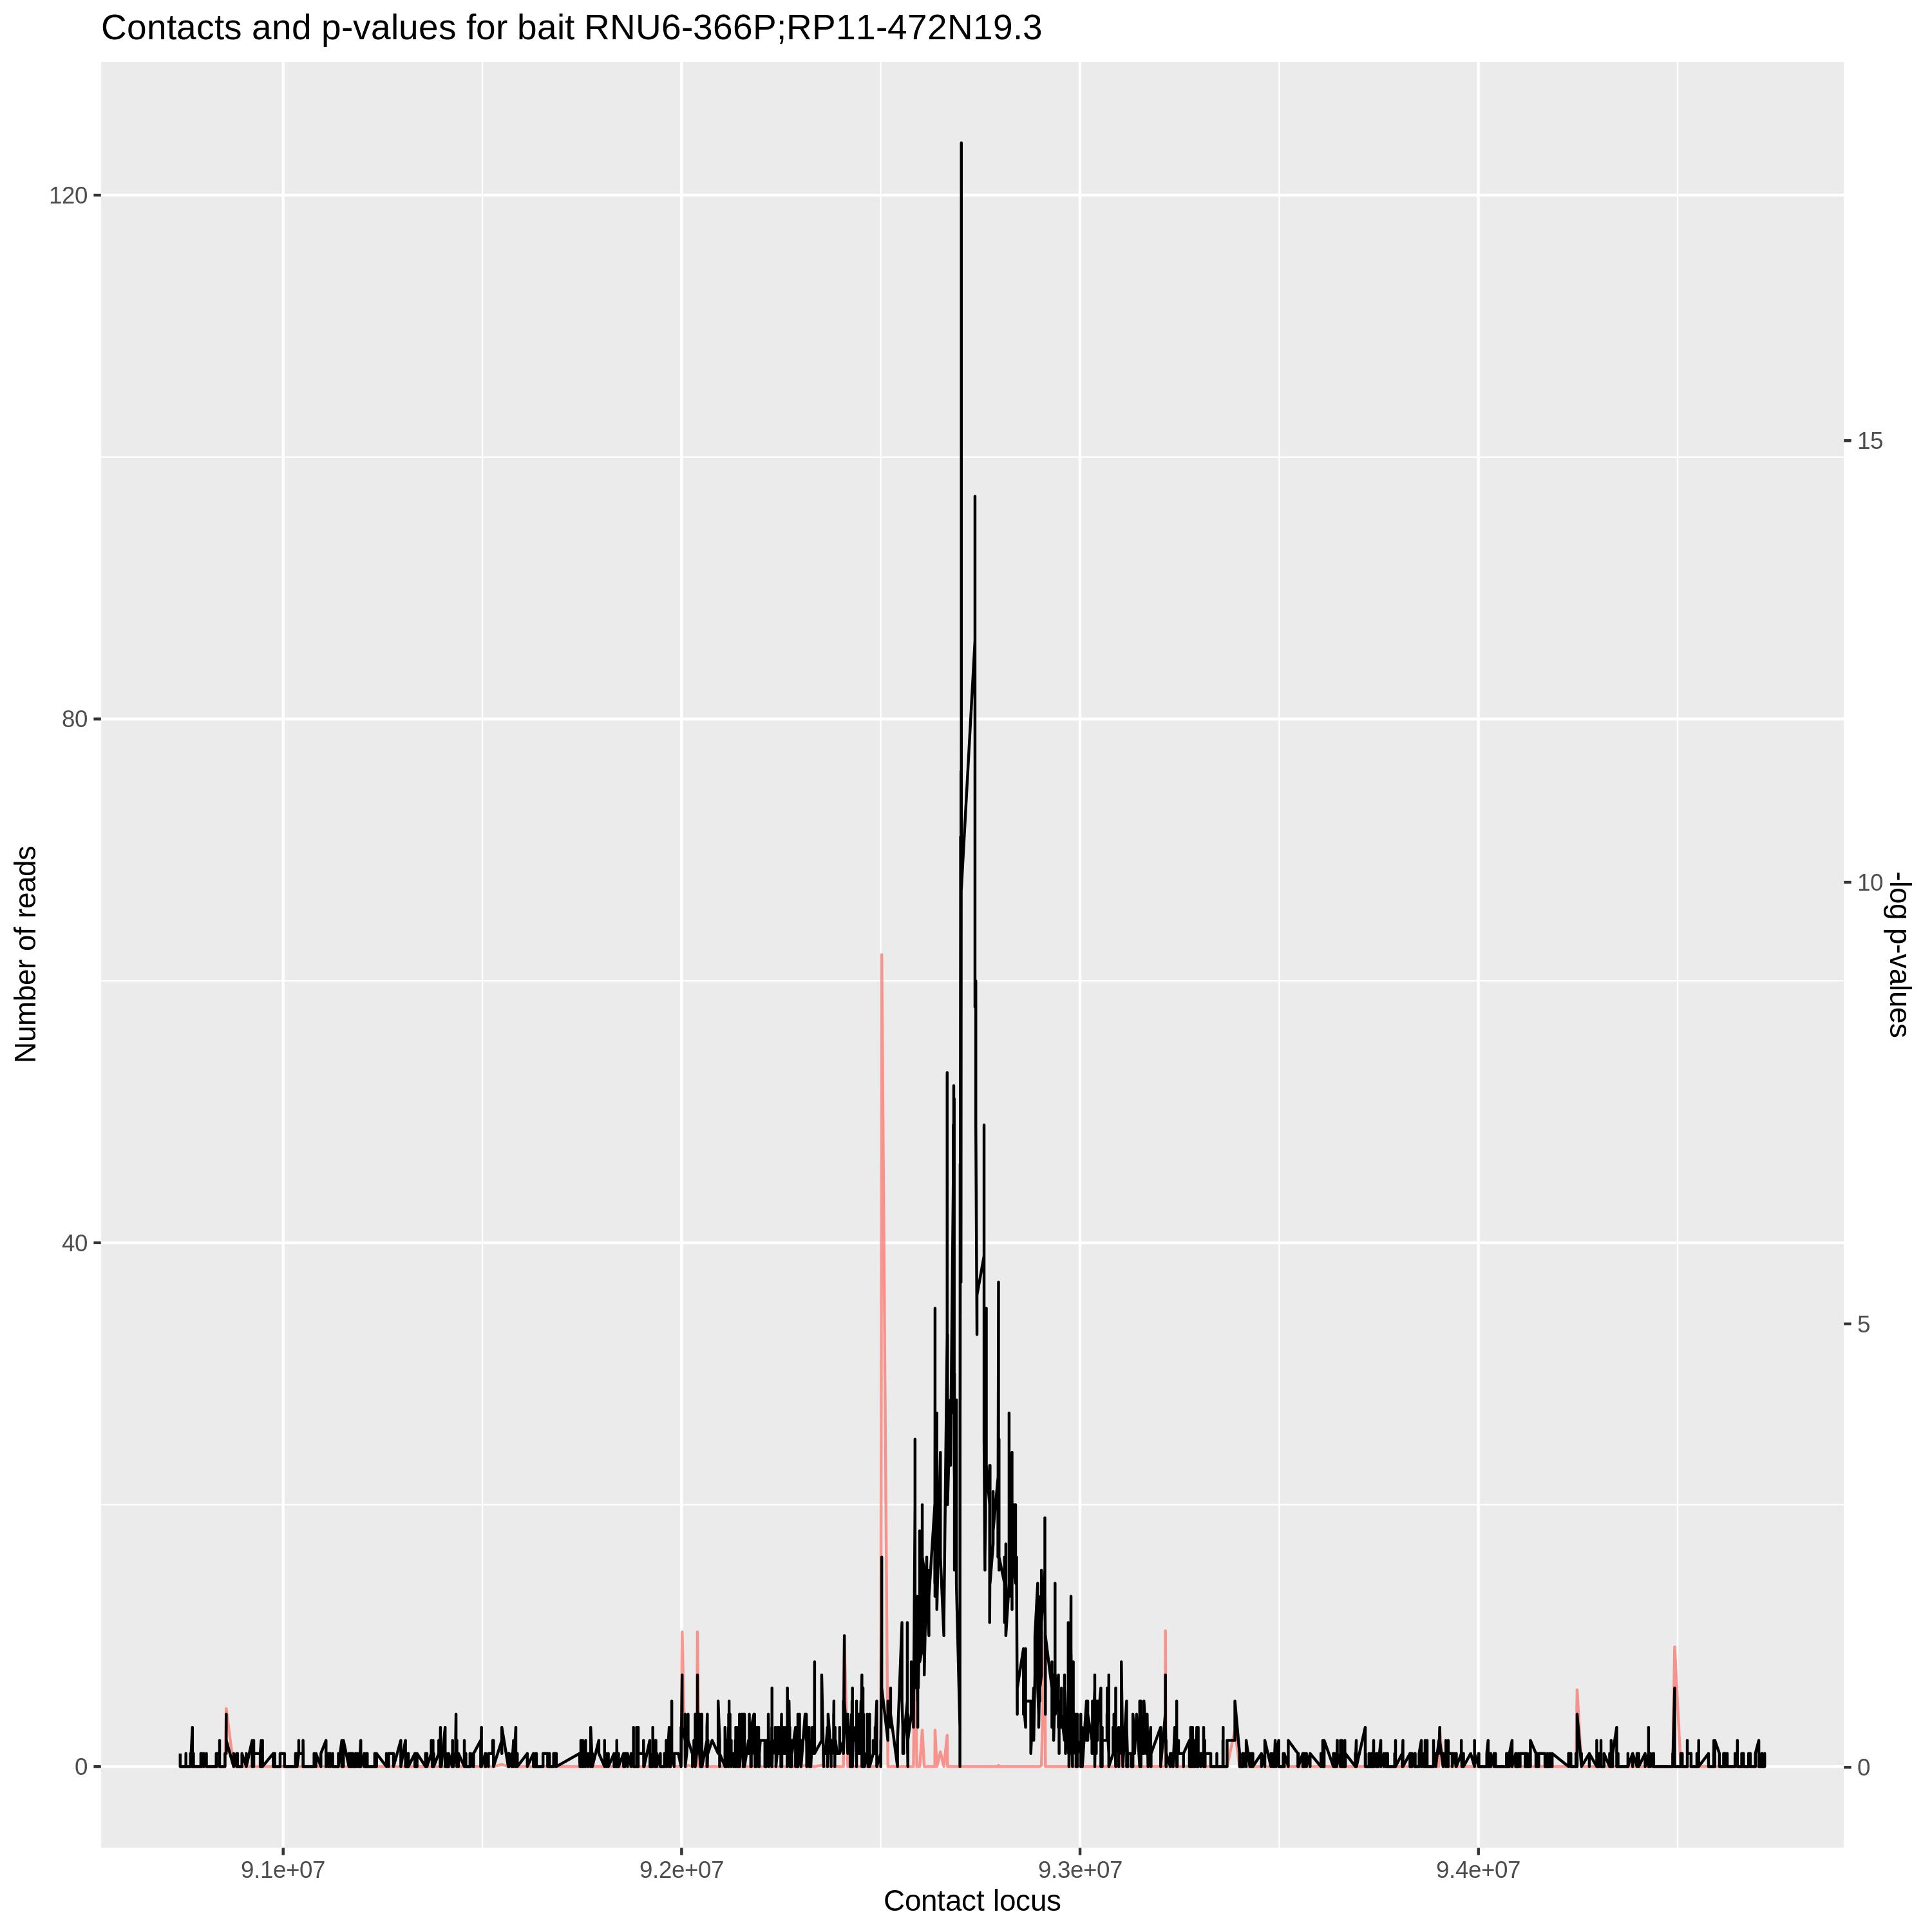 Contacts and p-values for bait RNU6-366P;RP11-472N19.3
120
80
40
0
Number of reads
15
10
5
0
-log p-values
9.1e+07
9.2e+07
9.3e+07
9.4e+07
Contact locus